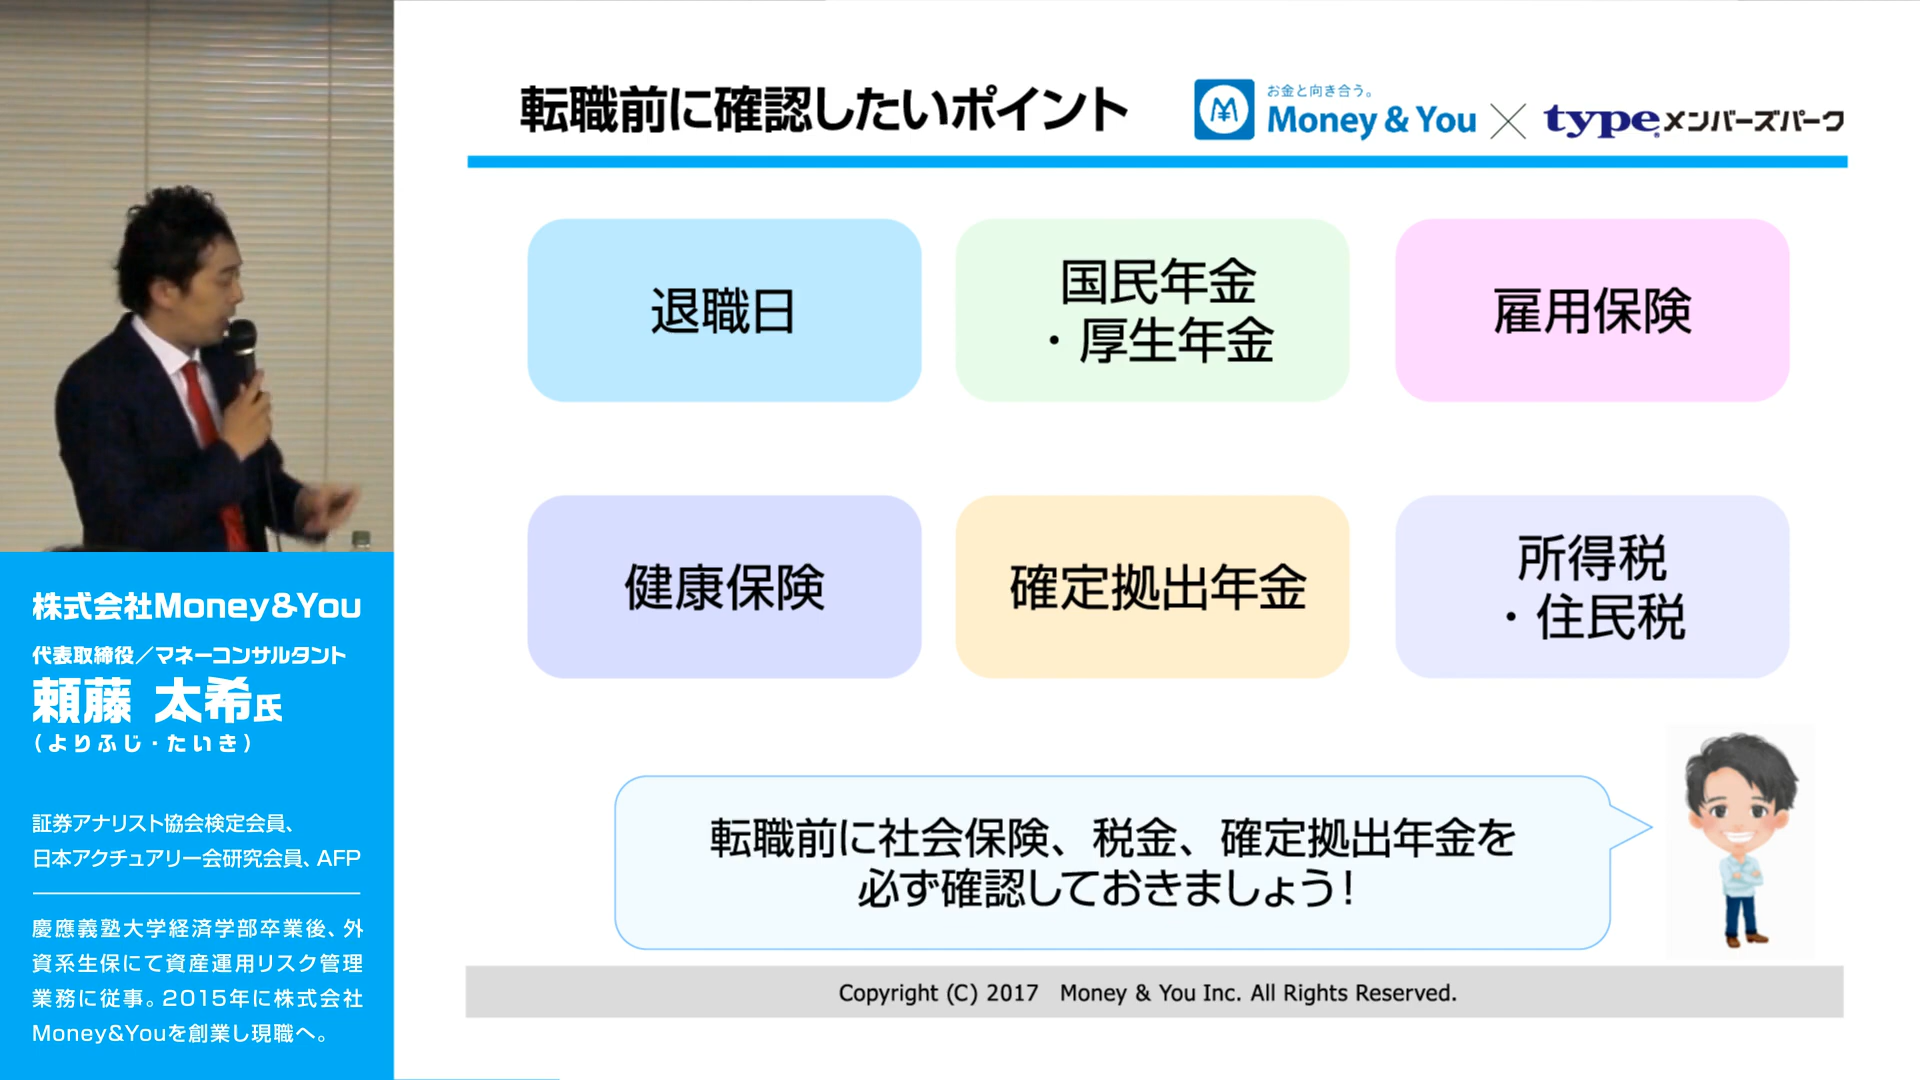 転職前に確認したいポイント
お金と向き合う。
Money & You × type メンバーズパーク
退職日
国民年金
・厚生年金
雇用保険
健康保険
確定拠出年金
所得税
・住民税
転職前に社会保険、税金、確定拠出年金を
必ず確認しておきましょう！
Copyright (C) 2017 Money & You Inc. All Rights Reserved.
株式会社Money&You
代表取締役／マネーコンサルタント
頼藤 太希氏
（よりふじ・たいき）
証券アナリスト協会検定会員、
日本アクチュアリー会研究会員、AFP
慶應義塾大学経済学部卒業後、外
資系生保にて資産運用リスク管理
業務に従事。2015年に株式会社
Money&Youを創業し現職へ。